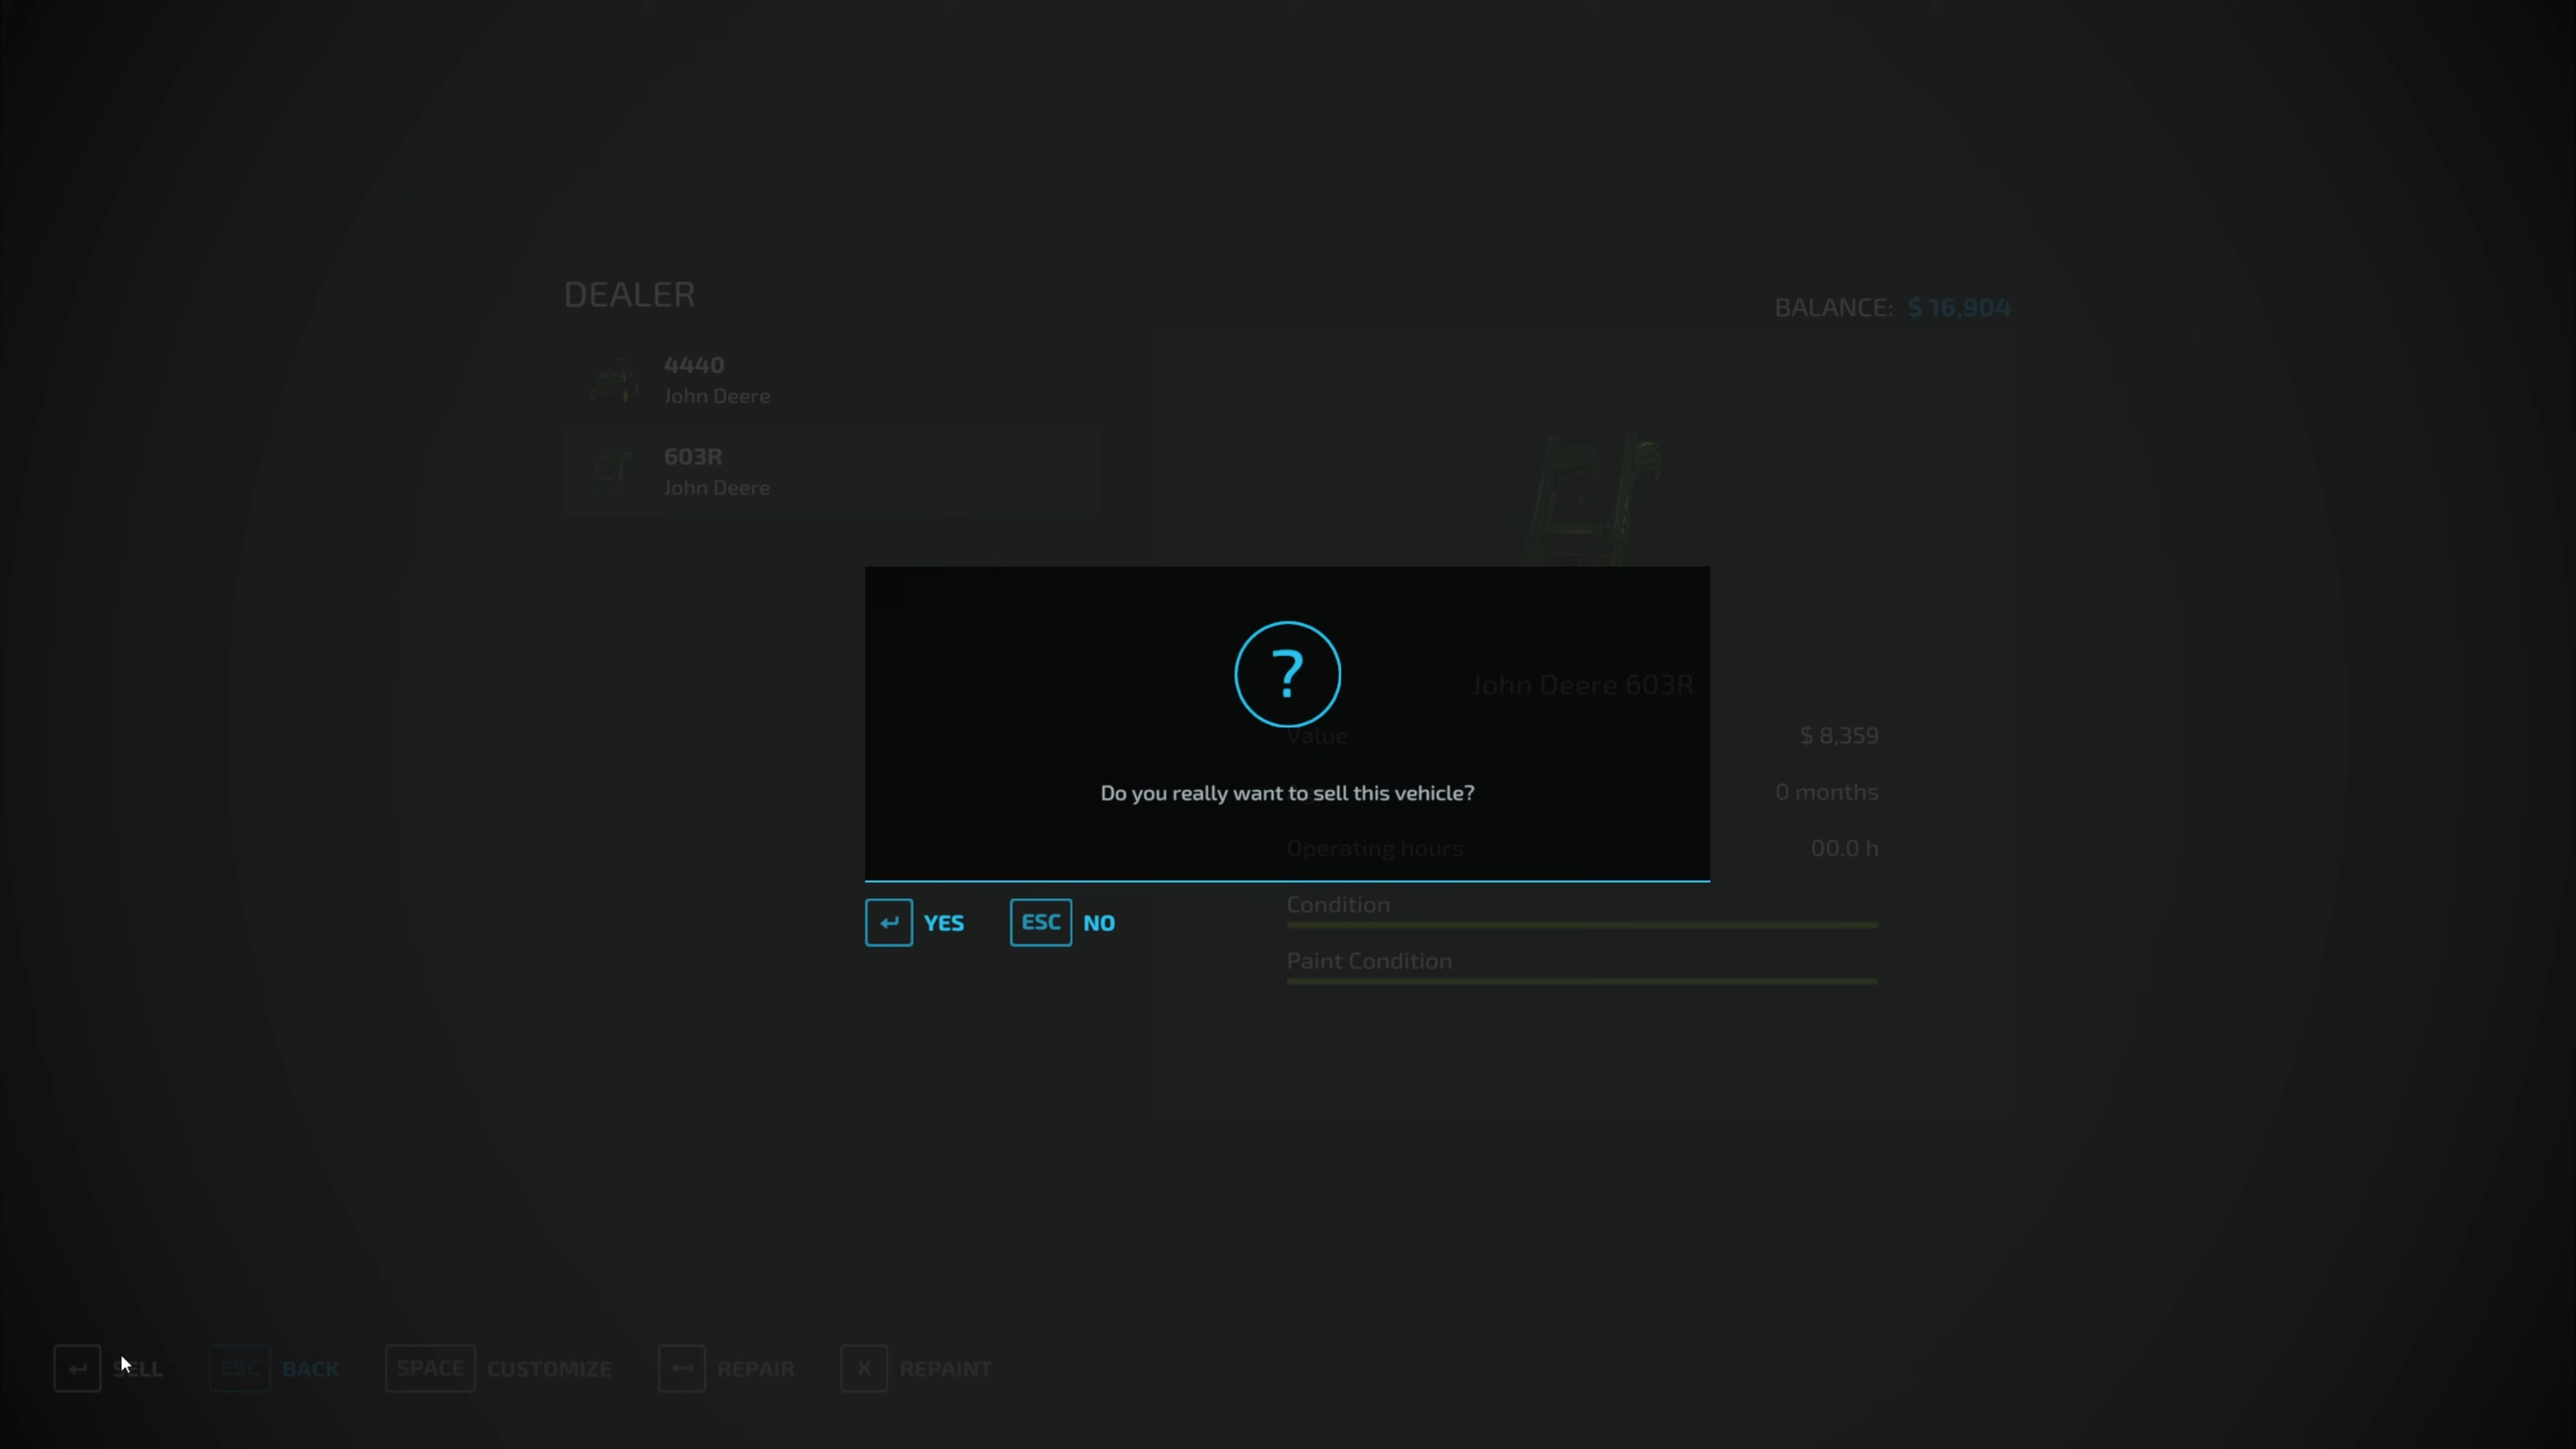 DEALER
BALANCE: $ 16,904
4440
John Deere
603R
John Deere
?
John Deere 603R
Value $ 8,359
Do you really want to sell this vehicle?
0 months
Operating hours 00.0 h
Condition
YES ESC NO
Paint Condition
SELL ESC BACK SPACE CUSTOMIZE REPAIR X REPAINT